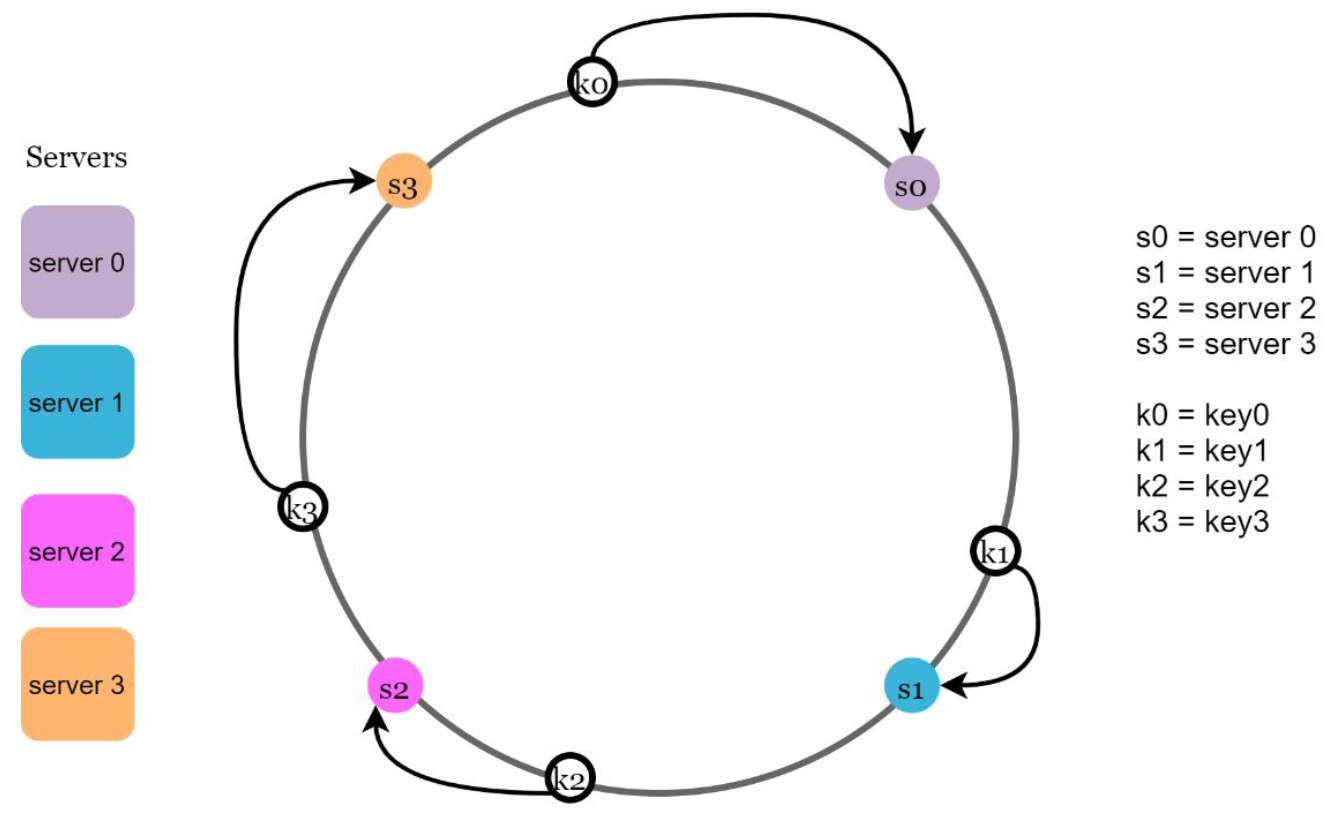 Servers
server 0
server 1
server 2
server 3
k0
s3
s0
k3
k1
s2
s1
k2
s0 = server 0
s1 = server 1
s2 = server 2
s3 = server 3
k0 = key0
k1 = key1
k2 = key2
k3 = key3